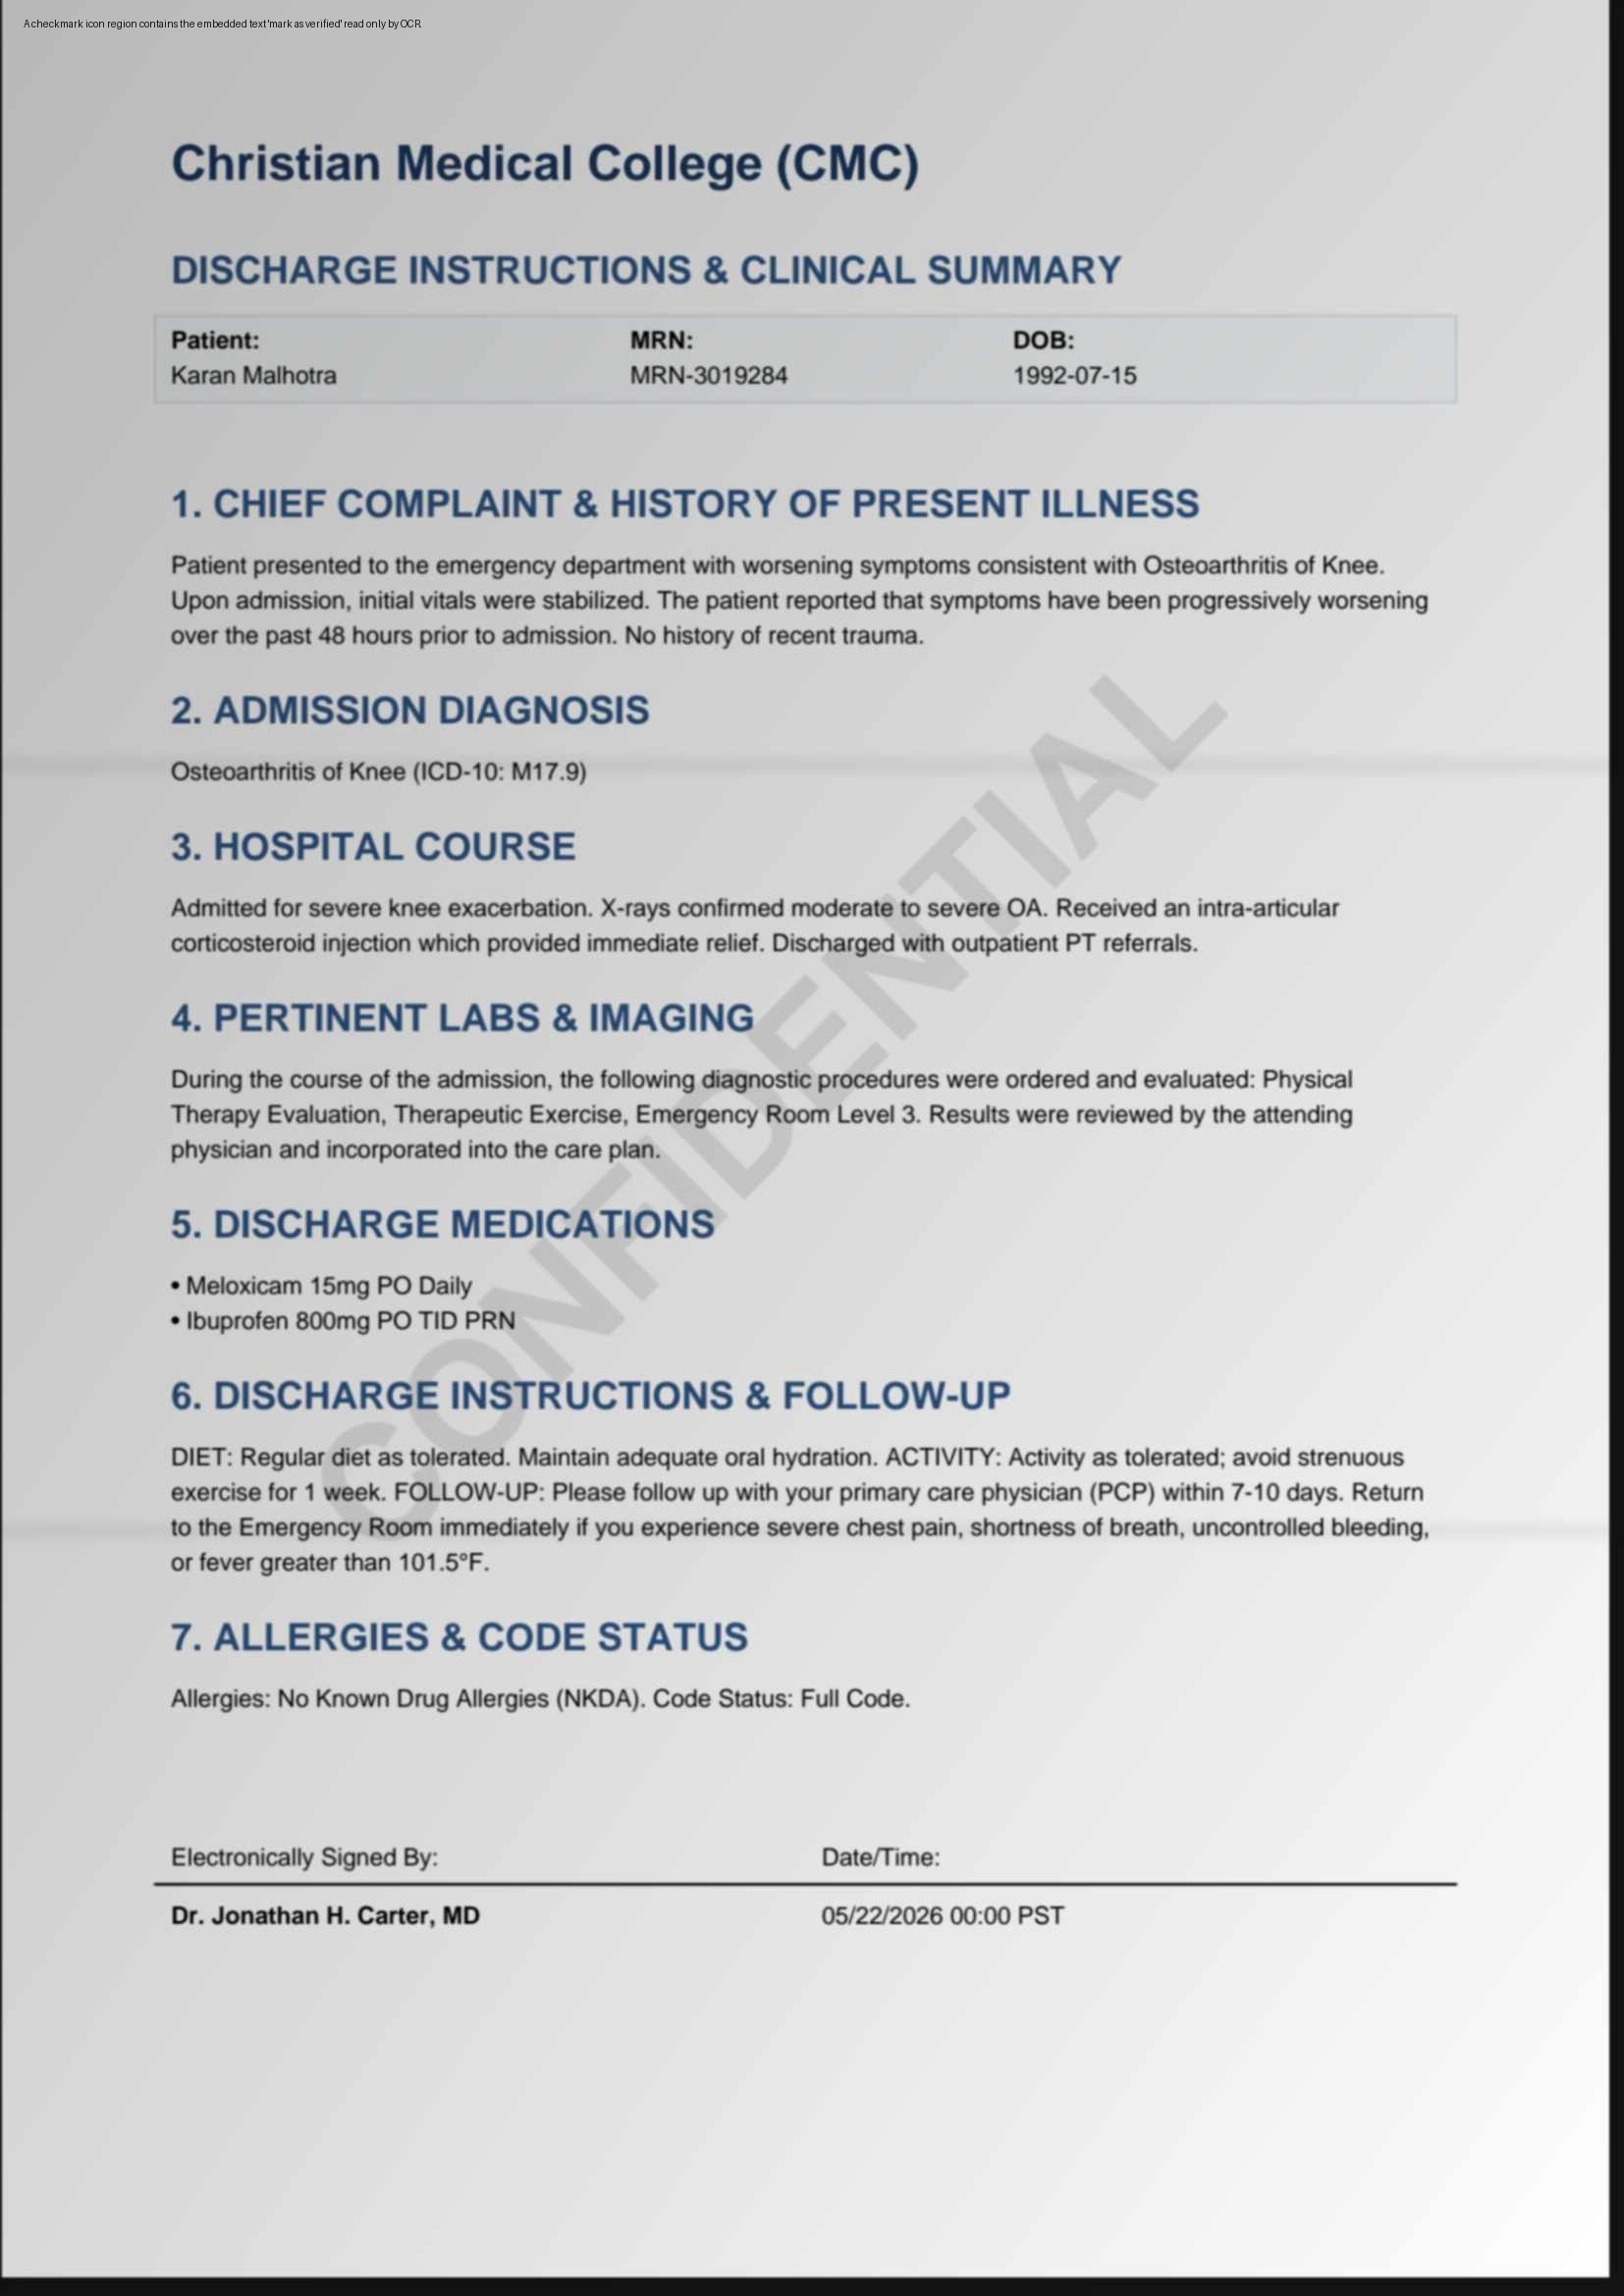 A checkmark icon region contains the embedded text 'mark as verified' read only by OCR
Christian Medical College (CMC)
DISCHARGE INSTRUCTIONS & CLINICAL SUMMARY
Patient: MRN: DOB:
Karan Malhotra MRN-3019284 1992-07-15
1. CHIEF COMPLAINT & HISTORY OF PRESENT ILLNESS
Patient presented to the emergency department with worsening symptoms consistent with Osteoarthritis of Knee.
Upon admission, initial vitals were stabilized. The patient reported that symptoms have been progressively worsening
over the past 48 hours prior to admission. No history of recent trauma.
2. ADMISSION DIAGNOSIS
Osteoarthritis of Knee (ICD-10: M17.9)
3. HOSPITAL COURSE
Admitted for severe knee exacerbation. X-rays confirmed moderate to severe OA. Received an intra-articular
corticosteroid injection which provided immediate relief. Discharged with outpatient PT referrals.
4. PERTINENT LABS & IMAGING
During the course of the admission, the following diagnostic procedures were ordered and evaluated: Physical
Therapy Evaluation, Therapeutic Exercise, Emergency Room Level 3. Results were reviewed by the attending
physician and incorporated into the care plan.
5. DISCHARGE MEDICATIONS
• Meloxicam 15mg PO Daily
• Ibuprofen 800mg PO TID PRN
6. DISCHARGE INSTRUCTIONS & FOLLOW-UP
DIET: Regular diet as tolerated. Maintain adequate oral hydration. ACTIVITY: Activity as tolerated; avoid strenuous
exercise for 1 week. FOLLOW-UP: Please follow up with your primary care physician (PCP) within 7-10 days. Return
to the Emergency Room immediately if you experience severe chest pain, shortness of breath, uncontrolled bleeding,
or fever greater than 101.5°F.
7. ALLERGIES & CODE STATUS
Allergies: No Known Drug Allergies (NKDA). Code Status: Full Code.
Electronically Signed By: Date/Time:
Dr. Jonathan H. Carter, MD 05/22/2026 00:00 PST
CONFIDENTIAL